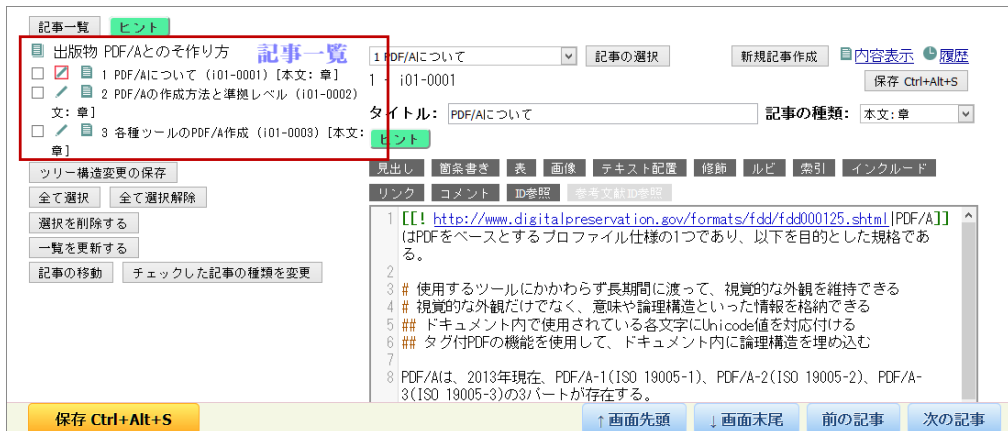 記事一覧 ヒント
出版物 PDF/Aとのそ作り方 記事一覧
1 PDF/Aについて (i01-0001) [本文: 章]
2 PDF/Aの作成方法と準拠レベル (i01-0002)
文: 章]
3 各種ツールのPDF/A作成 (i01-0003) [本文:
章]
ツリー構造変更の保存
全て選択 全て選択解除
選択を削除する
一覧を更新する
記事の移動 チェックした記事の種類を変更
1 PDF/Aについて 記事の選択 新規記事作成 内容表示 履歴
1 - i01-0001 保存 Ctrl+Alt+S
タイトル: PDF/Aについて 記事の種類: 本文:章
ヒント
見出し 箇条書き 表 画像 テキスト配置 修飾 ルビ 索引 インクルード
リンク コメント ID参照 参考文献ID参照
1 [[! http://www.digitalpreservation.gov/formats/fdd/fdd000125.shtml|PDF/A]]
はPDFをベースとするプロファイル仕様の1つであり、以下を目的とした規格であ
る。
2
3 # 使用するツールにかかわらず長期間に渡って、視覚的な外観を維持できる
4 # 視覚的な外観だけでなく、意味や論理構造といった情報を格納できる
5 ## ドキュメント内で使用されている各文字にUnicode値を対応付ける
6 ## タグ付PDFの機能を使用して、ドキュメント内に論理構造を埋め込む
7
8 PDF/Aは、2013年現在、PDF/A-1(ISO 19005-1)、PDF/A-2(ISO 19005-2)、PDF/A-
3(ISO 19005-3)の3パートが存在する。
保存 Ctrl+Alt+S ↑画面先頭 ↓画面末尾 前の記事 次の記事